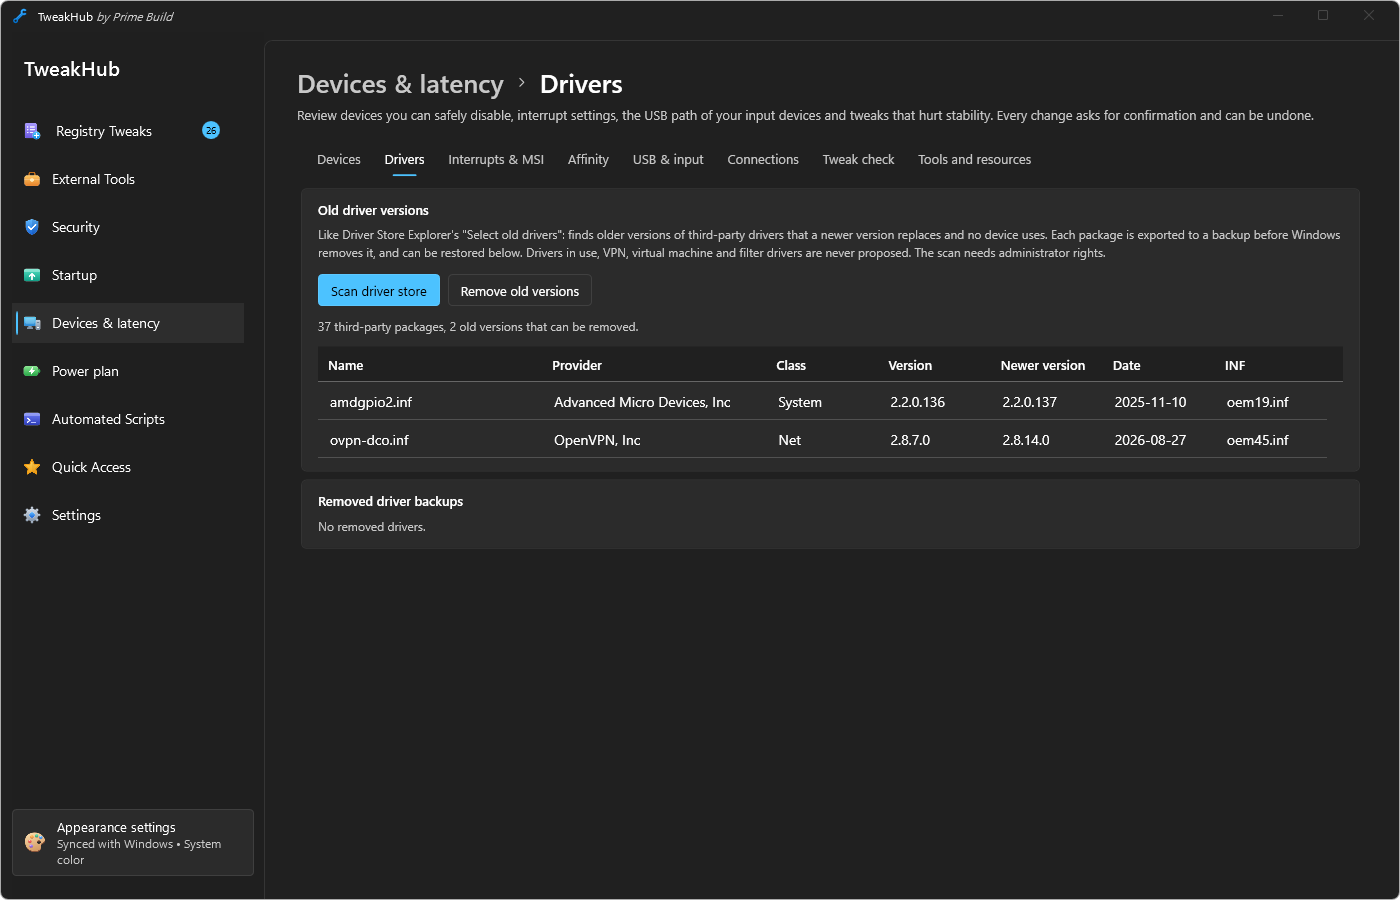 TweakHub by Prime Build
TweakHub
Registry Tweaks 26
External Tools
Security
Startup
Devices & latency
Power plan
Automated Scripts
Quick Access
Settings
Appearance settings
Synced with Windows • System
color
Devices & latency › Drivers
Review devices you can safely disable, interrupt settings, the USB path of your input devices and tweaks that hurt stability. Every change asks for confirmation and can be undone.
Devices Drivers Interrupts & MSI Affinity USB & input Connections Tweak check Tools and resources
Old driver versions
Like Driver Store Explorer's "Select old drivers": finds older versions of third-party drivers that a newer version replaces and no device uses. Each package is exported to a backup before Windows
removes it, and can be restored below. Drivers in use, VPN, virtual machine and filter drivers are never proposed. The scan needs administrator rights.
Scan driver store Remove old versions
37 third-party packages, 2 old versions that can be removed.
Name Provider Class Version Newer version Date INF
amdgpio2.inf Advanced Micro Devices, Inc System 2.2.0.136 2.2.0.137 2025-11-10 oem19.inf
ovpn-dco.inf OpenVPN, Inc Net 2.8.7.0 2.8.14.0 2026-08-27 oem45.inf
Removed driver backups
No removed drivers.